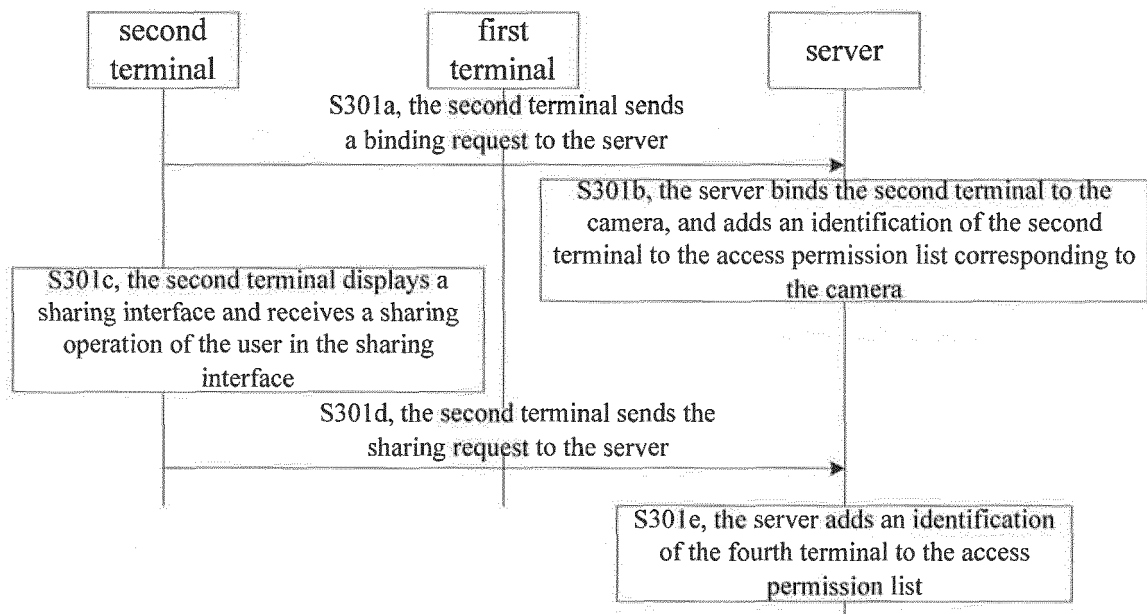 second
terminal
first
terminal
server
S301a, the second terminal sends
a binding request to the server
S301b, the server binds the second terminal to the
camera, and adds an identification of the second
terminal to the access permission list corresponding to
the camera
S301c, the second terminal displays a
sharing interface and receives a sharing
operation of the user in the sharing
interface
S301d, the second terminal sends the
sharing request to the server
S301e, the server adds an identification
of the fourth terminal to the access
permission list